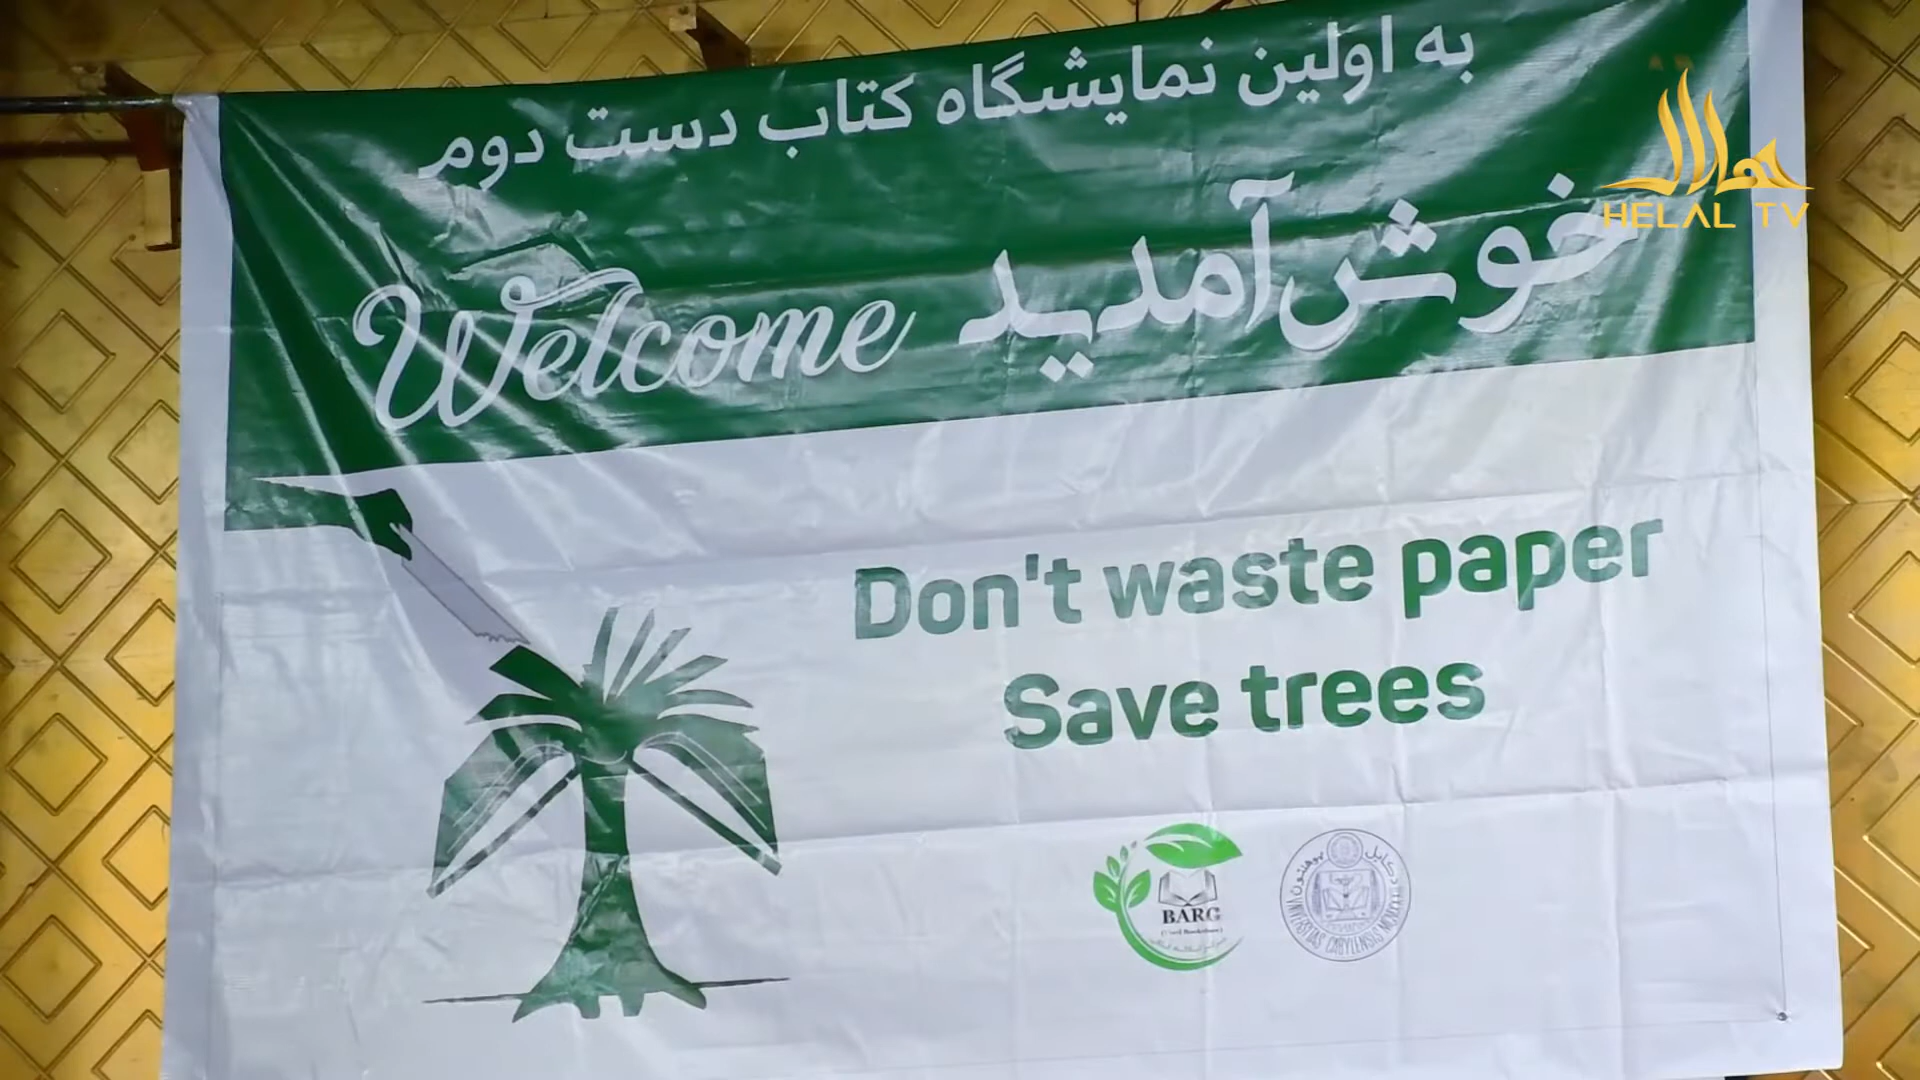 به اولین نمایشگاه کتاب دست دوم
خوش‌آمدید Welcome
هلال
HELAL TV
Don't waste paper
Save trees
BARG
د کابل پوهنتون